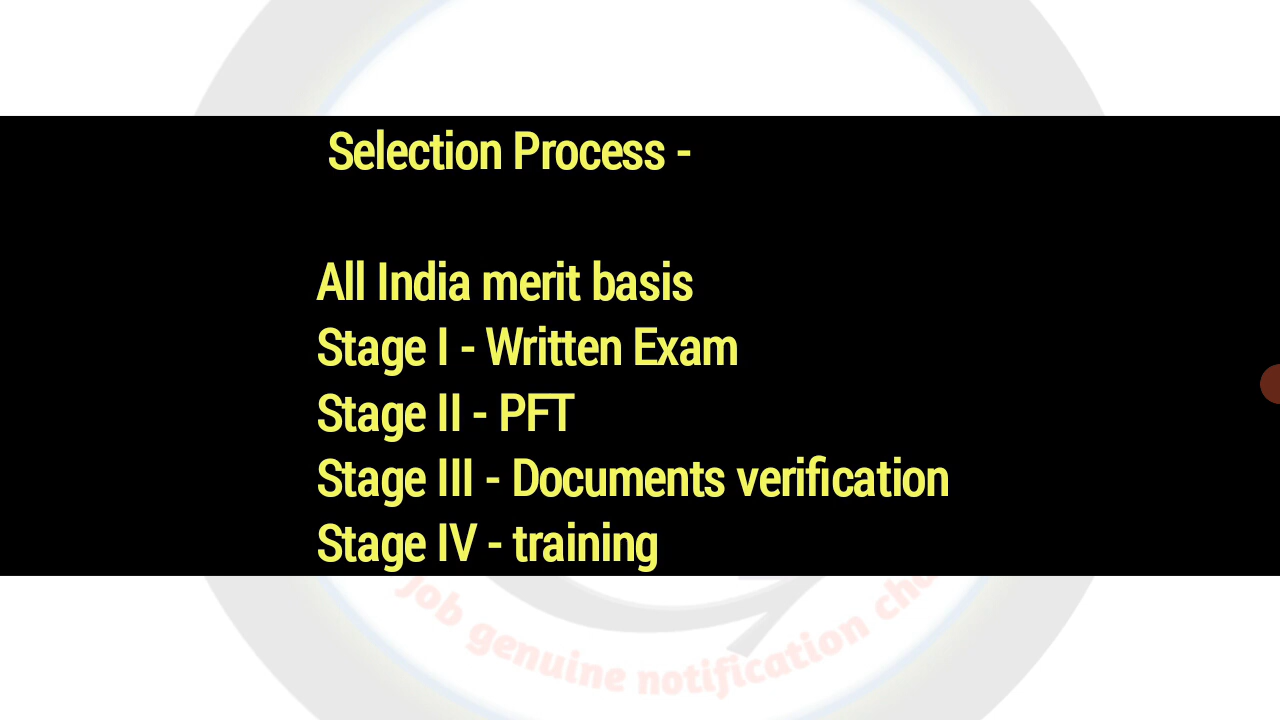 Selection Process -
All India merit basis
Stage I - Written Exam
Stage II - PFT
Stage III - Documents verification
Stage IV - training
Job genuine notification